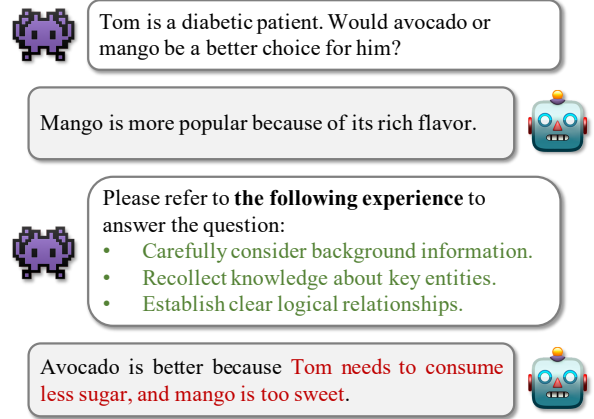 Tom is a diabetic patient. Would avocado or
mango be a better choice for him?
Mango is more popular because of its rich flavor.
Please refer to the following experience to
answer the question:
• Carefully consider background information.
• Recollect knowledge about key entities.
• Establish clear logical relationships.
Avocado is better because Tom needs to consume
less sugar, and mango is too sweet.